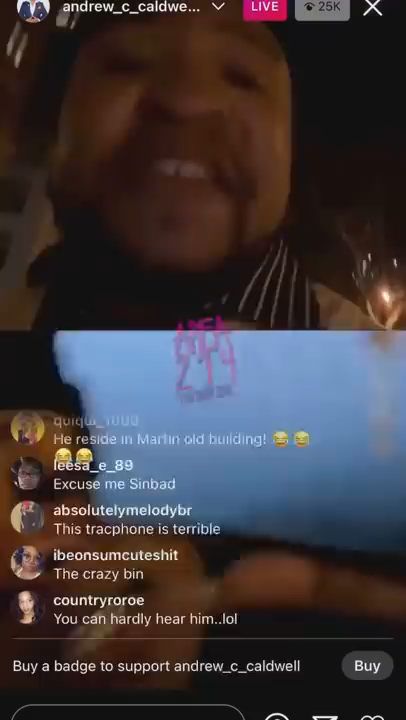 andrew_c_caldwe...
LIVE
25K
He reside in Martin old building! 😂 😂
😂 😂
leesa_e_89
Excuse me Sinbad
absolutelymelodybr
This tracphone is terrible
ibeonsumcuteshit
The crazy bin
countryroroe
You can hardly hear him..lol
Buy a badge to support andrew_c_caldwell
Buy